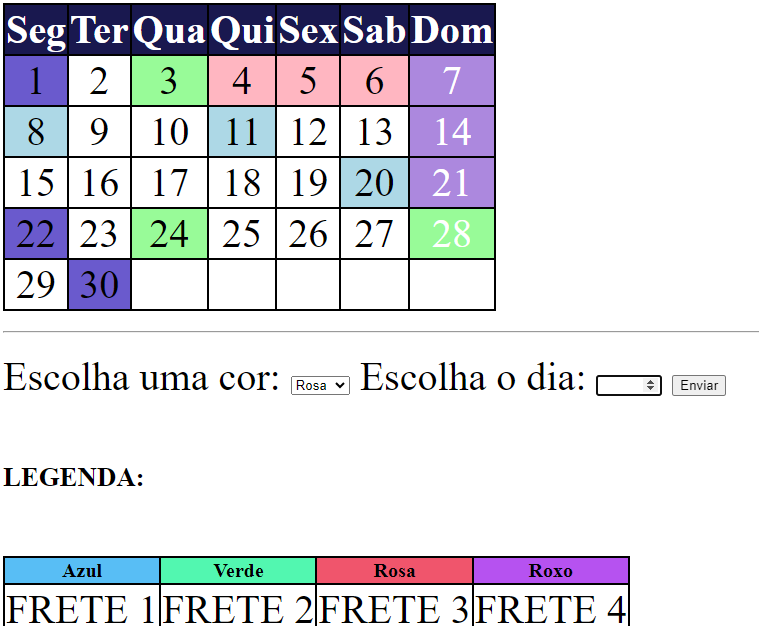 Seg Ter Qua Qui Sex Sab Dom
1 2 3 4 5 6 7
8 9 10 11 12 13 14
15 16 17 18 19 20 21
22 23 24 25 26 27 28
29 30
Escolha uma cor: Rosa Escolha o dia: Enviar
LEGENDA:
Azul Verde Rosa Roxo
FRETE 1 FRETE 2 FRETE 3 FRETE 4